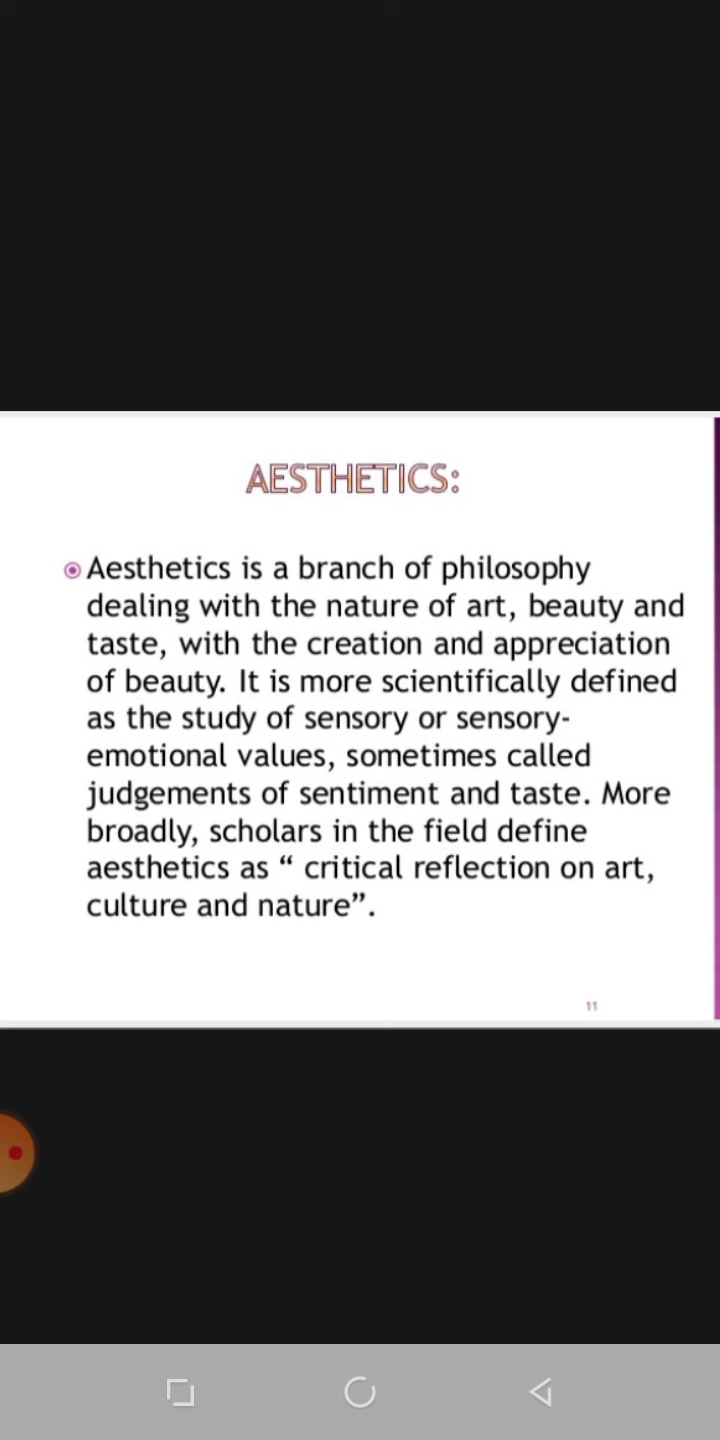 AESTHETICS:
Aesthetics is a branch of philosophy
dealing with the nature of art, beauty and
taste, with the creation and appreciation
of beauty. It is more scientifically defined
as the study of sensory or sensory-
emotional values, sometimes called
judgements of sentiment and taste. More
broadly, scholars in the field define
aesthetics as “ critical reflection on art,
culture and nature”.
11